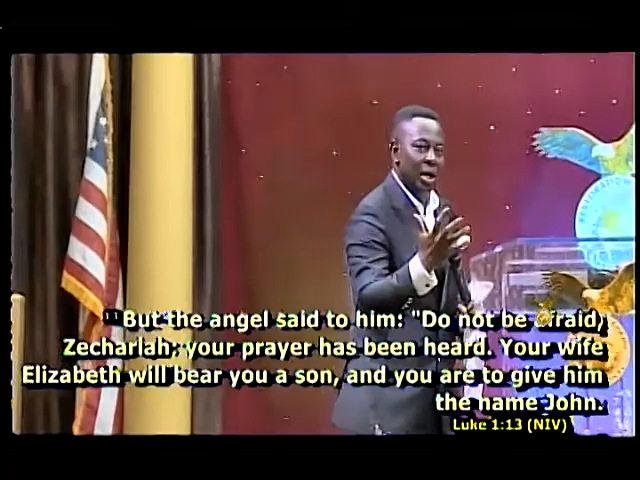 ¹³ But the angel said to him: "Do not be afraid,
Zechariah; your prayer has been heard. Your wife
Elizabeth will bear you a son, and you are to give him
the name John.
Luke 1:13 (NIV)